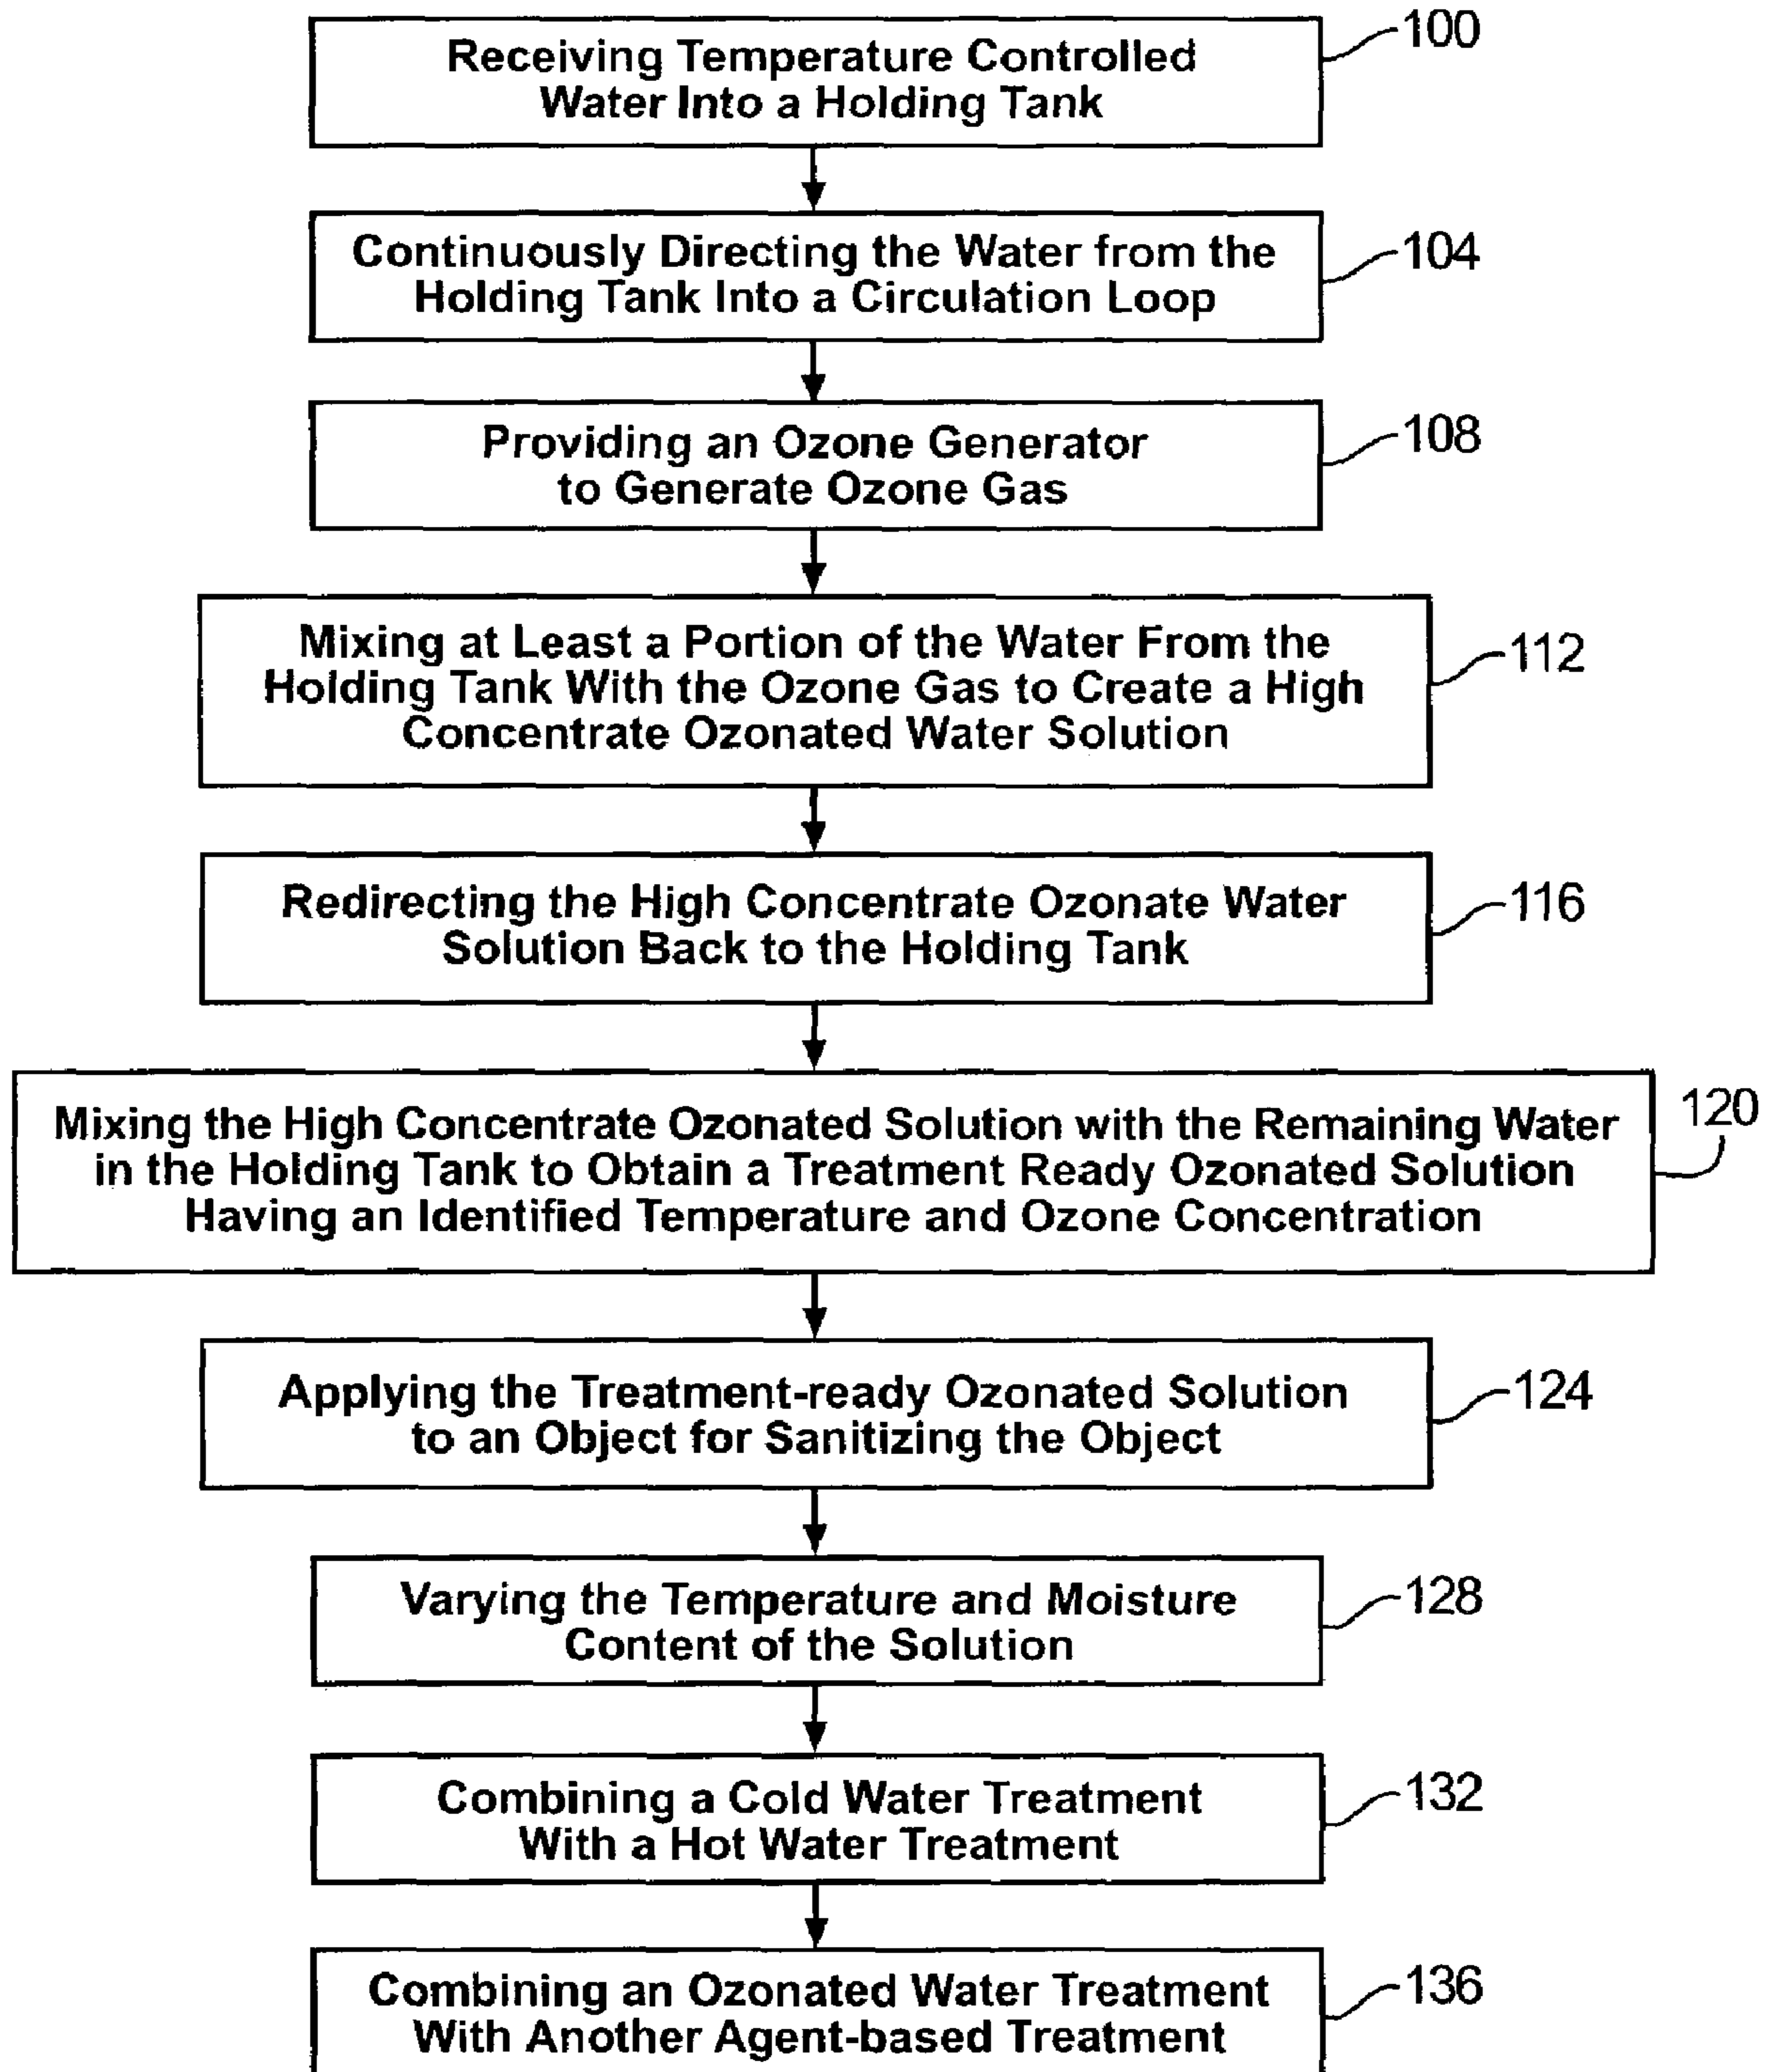 Receiving Temperature Controlled
Water Into a Holding Tank
100
Continuously Directing the Water from the
Holding Tank Into a Circulation Loop
104
Providing an Ozone Generator
to Generate Ozone Gas
108
Mixing at Least a Portion of the Water From the
Holding Tank With the Ozone Gas to Create a High
Concentrate Ozonated Water Solution
112
Redirecting the High Concentrate Ozonate Water
Solution Back to the Holding Tank
116
Mixing the High Concentrate Ozonated Solution with the Remaining Water
in the Holding Tank to Obtain a Treatment Ready Ozonated Solution
Having an Identified Temperature and Ozone Concentration
120
Applying the Treatment-ready Ozonated Solution
to an Object for Sanitizing the Object
124
Varying the Temperature and Moisture
Content of the Solution
128
Combining a Cold Water Treatment
With a Hot Water Treatment
132
Combining an Ozonated Water Treatment
With Another Agent-based Treatment
136